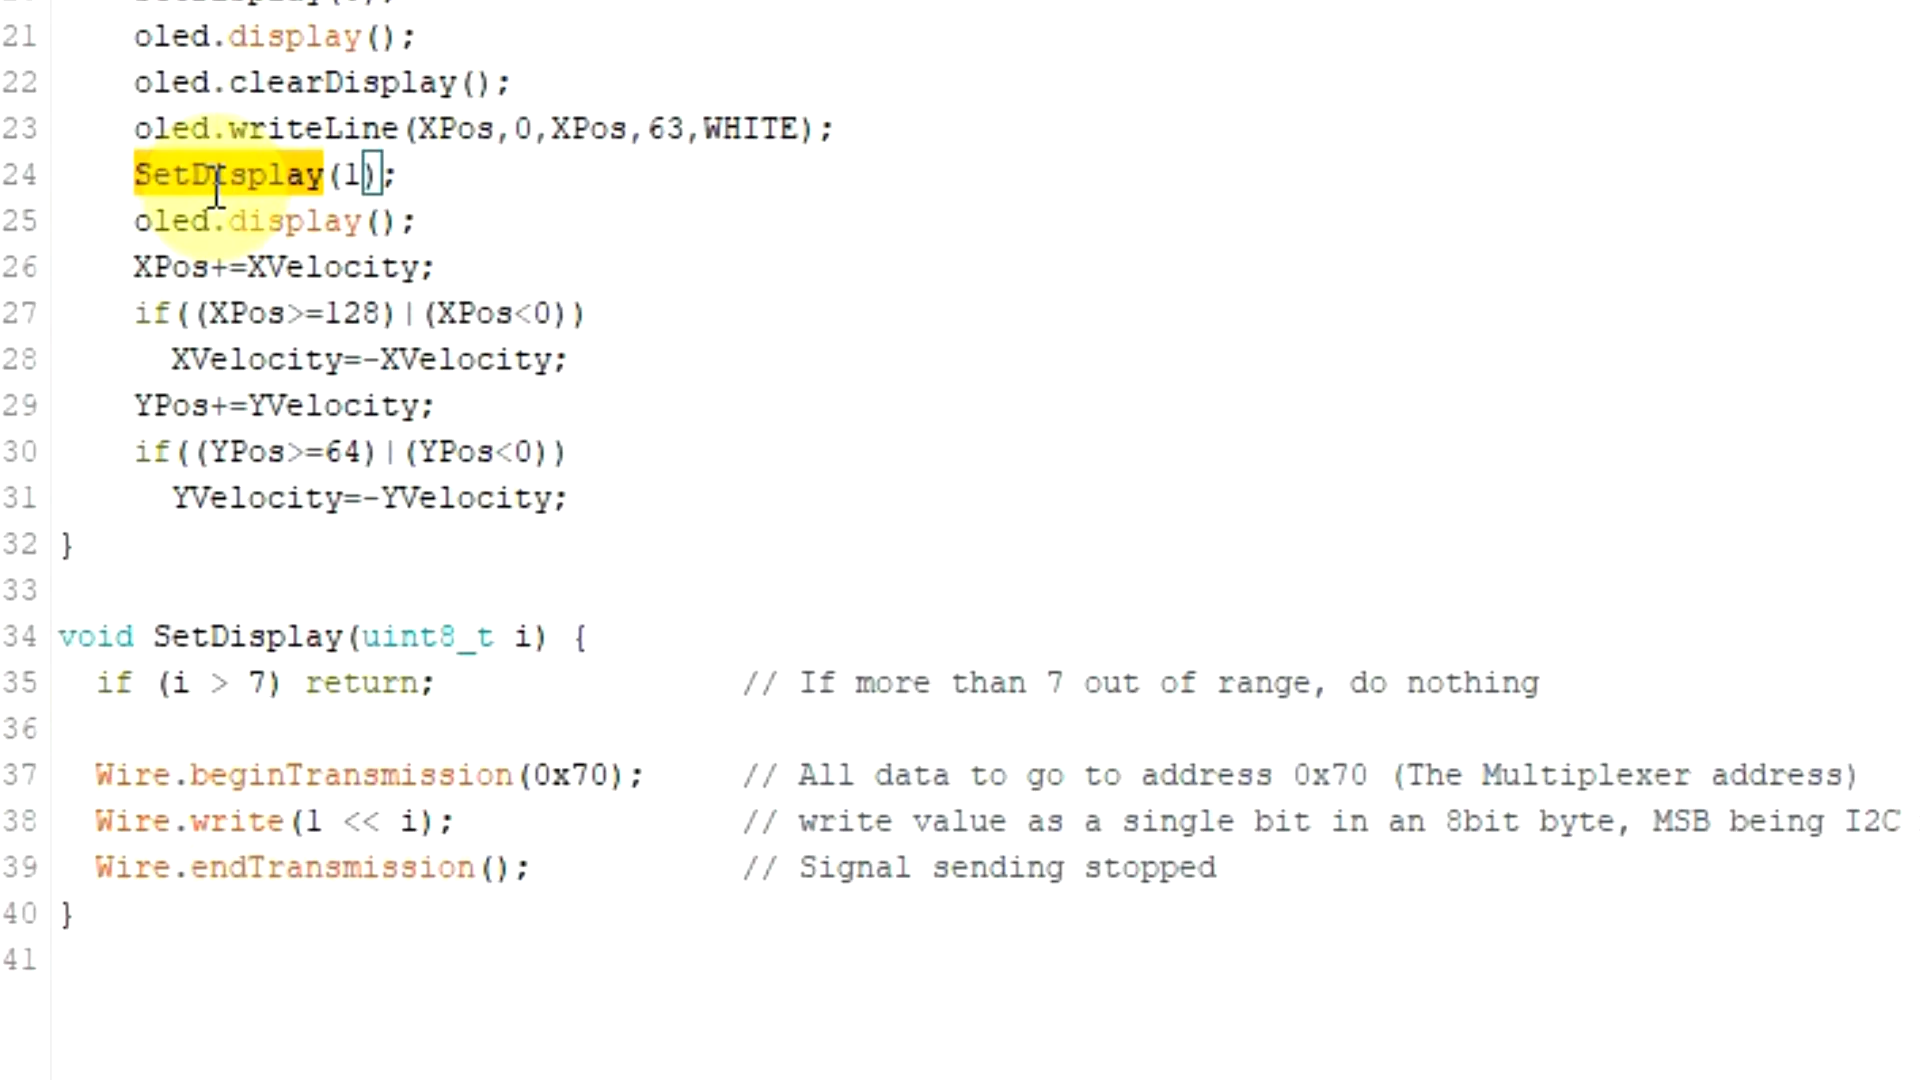 21 oled.display();
22 oled.clearDisplay();
23 oled.writeLine(XPos,0,XPos,63,WHITE);
24 SetDisplay(1);
25 oled.display();
26 XPos+=XVelocity;
27 if((XPos>=128)|(XPos<0))
28 XVelocity=-XVelocity;
29 YPos+=YVelocity;
30 if((YPos>=64)|(YPos<0))
31 YVelocity=-YVelocity;
32 }
33
34 void SetDisplay(uint8_t i) {
35 if (i > 7) return; // If more than 7 out of range, do nothing
36
37 Wire.beginTransmission(0x70); // All data to go to address 0x70 (The Multiplexer address)
38 Wire.write(1 << i); // write value as a single bit in an 8bit byte, MSB being I2C
39 Wire.endTransmission(); // Signal sending stopped
40 }
41